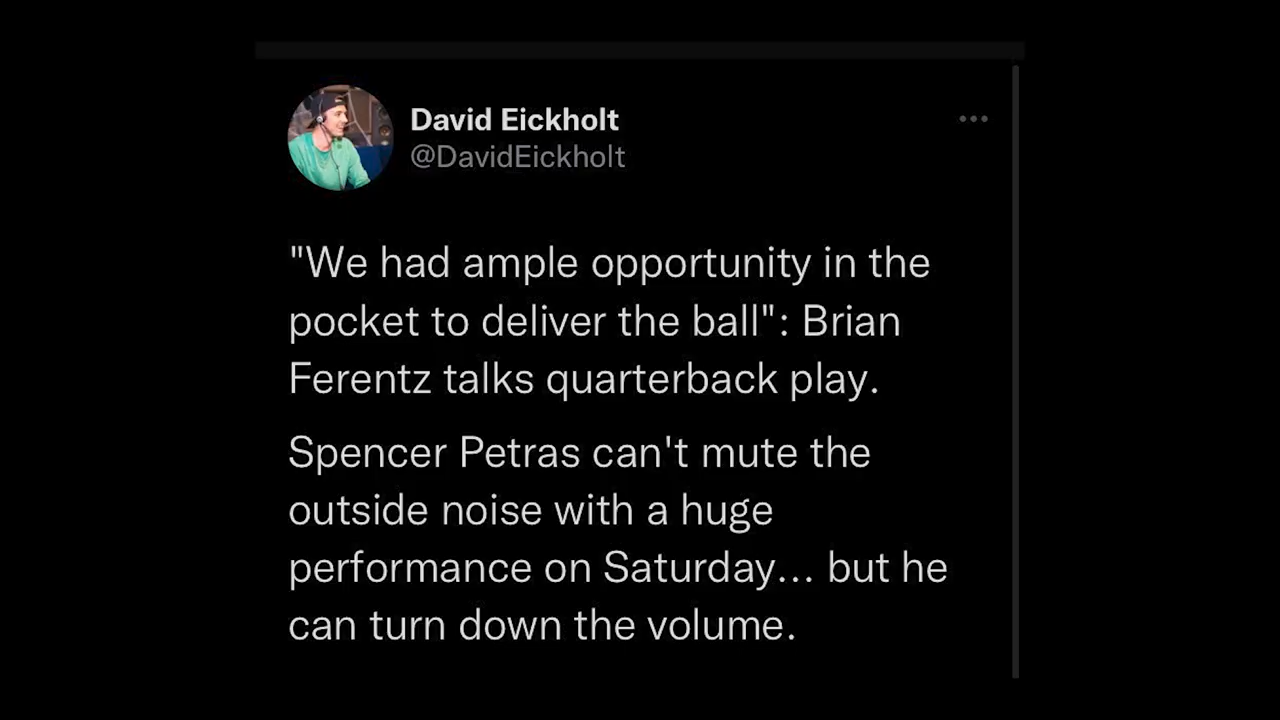 David Eickholt
@DavidEickholt
"We had ample opportunity in the
pocket to deliver the ball": Brian
Ferentz talks quarterback play.
Spencer Petras can't mute the
outside noise with a huge
performance on Saturday... but he
can turn down the volume.